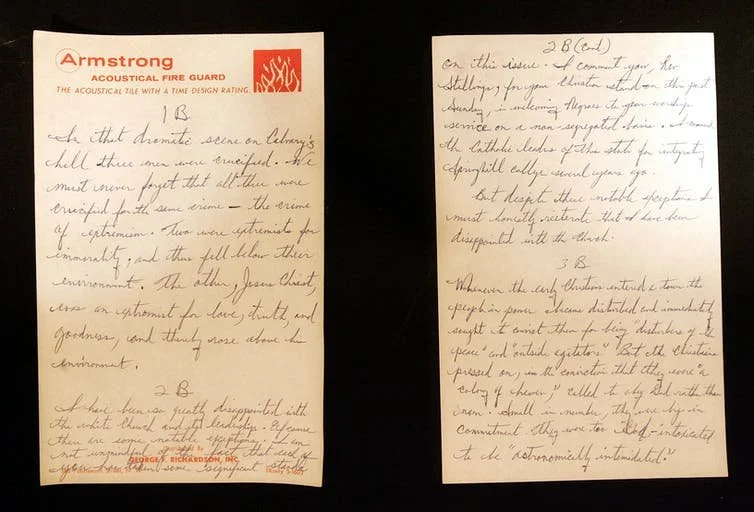 Armstrong
ACOUSTICAL FIRE GUARD
THE ACOUSTICAL TILE WITH A TIME DESIGN RATING
1 B
In that dramatic scene on Calvary's
hill three men were crucified. We
must never forget that all three were
crucified for the same crime — the crime
of extremism. Two were extremists for
immorality, and thus fell below their
environment. The other, Jesus Christ,
was an extremist for love, truth, and
goodness, and thereby rose above his
environment.
2 B
I have been so greatly disappointed with
the white Church and its leadership. Of course
there are some notable exceptions. I am
not unmindful of the fact that each of
you has taken some significant stands
GEORGE F. RICHARDSON, INC.
2 B (cont)
on this issue. I commend you, Rev
Stallings, for your Christian stand on this past
Sunday, in welcoming Negroes to your worship
service on a non-segregated basis. I commend
the Catholic leaders of this state for integrating
Springhill college several years ago.
But despite these notable exceptions I
must honestly reiterate that I have been
disappointed with the Church.
3 B
Whenever the early Christians entered a town the
people in power became disturbed and immediately
sought to convict them for being "disturbers of the
peace" and "outside agitators." But the Christians
pressed on, in the conviction that they were "a
colony of heaven," called to obey God rather than
man. Small in number, they were big in
commitment. They were too God-intoxicated
to be "astronomically intimidated."